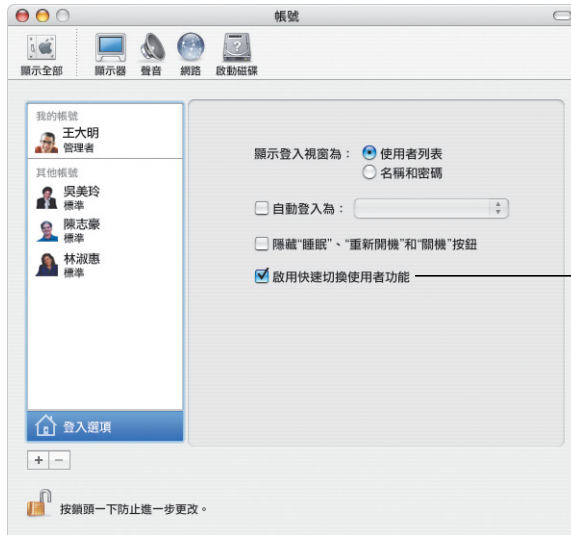 帳號
顯示全部 顯示器 聲音 網路 啟動磁碟
我的帳號
王大明
管理者
其他帳號
吳美玲
標準
陳志豪
標準
林淑惠
標準
登入選項
顯示登入視窗為： 使用者列表
名稱和密碼
自動登入為：
隱藏“睡眠”、“重新開機”和“關機”按鈕
啟用快速切換使用者功能
+ −
按鎖頭一下防止進一步更改。